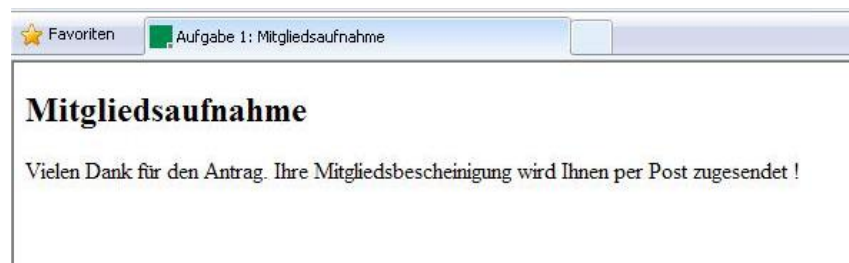 Favoriten
Aufgabe 1: Mitgliedsaufnahme
Mitgliedsaufnahme
Vielen Dank für den Antrag. Ihre Mitgliedsbescheinigung wird Ihnen per Post zugesendet !